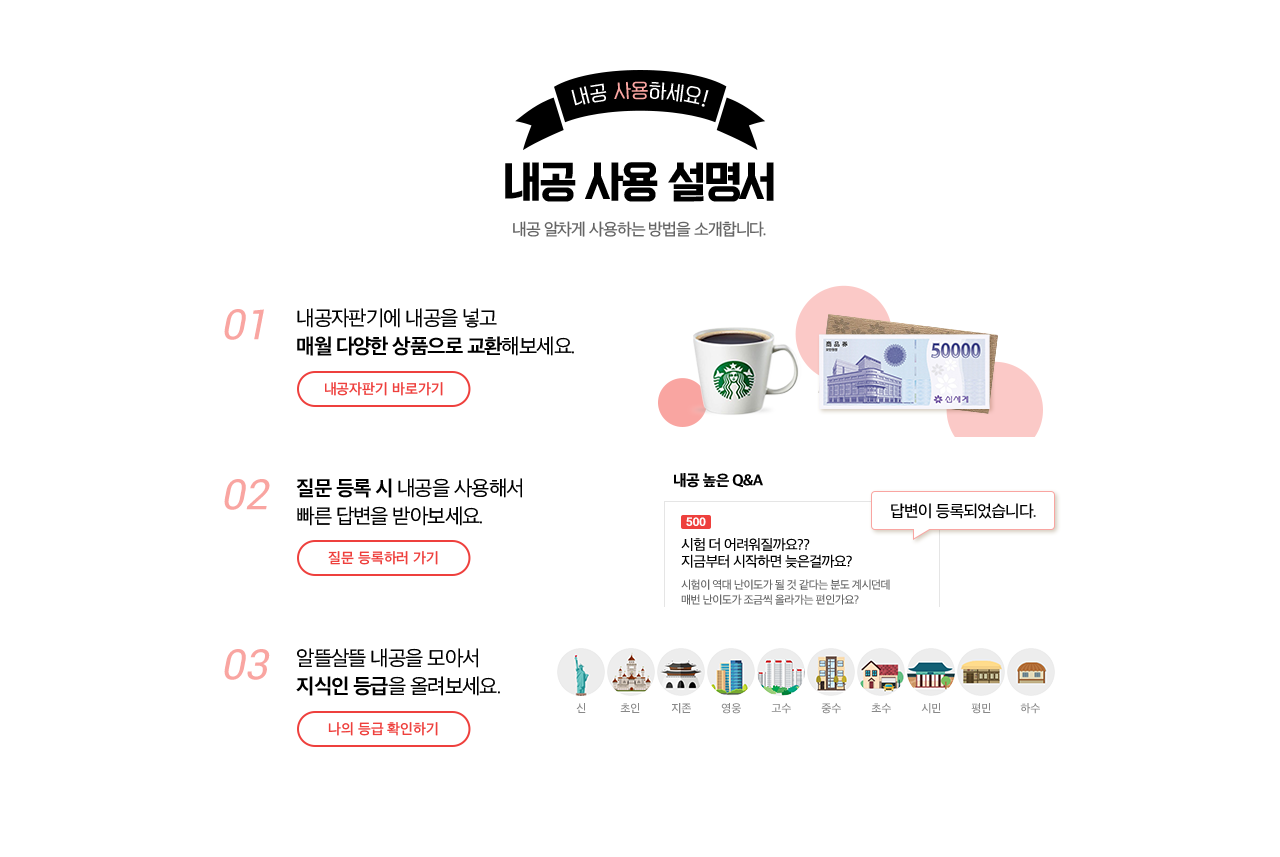 내공 사용하세요!
내공 사용 설명서
내공 알차게 사용하는 방법을 소개합니다.
01
내공자판기에 내공을 넣고
매월 다양한 상품으로 교환해보세요.
내공자판기 바로가기
商品券
50000
신세계
02
질문 등록 시 내공을 사용해서
빠른 답변을 받아보세요.
질문 등록하러 가기
내공 높은 Q&A
답변이 등록되었습니다.
500
시험 더 어려워질까요??
지금부터 시작하면 늦은걸까요?
시험이 역대 난이도가 될 것 같다는 분도 계시던데
매번 난이도가 조금씩 올라가는 편인가요?
03
알뜰살뜰 내공을 모아서
지식인 등급을 올려보세요.
나의 등급 확인하기
신 초인 지존 영웅 고수 중수 초수 시민 평민 하수